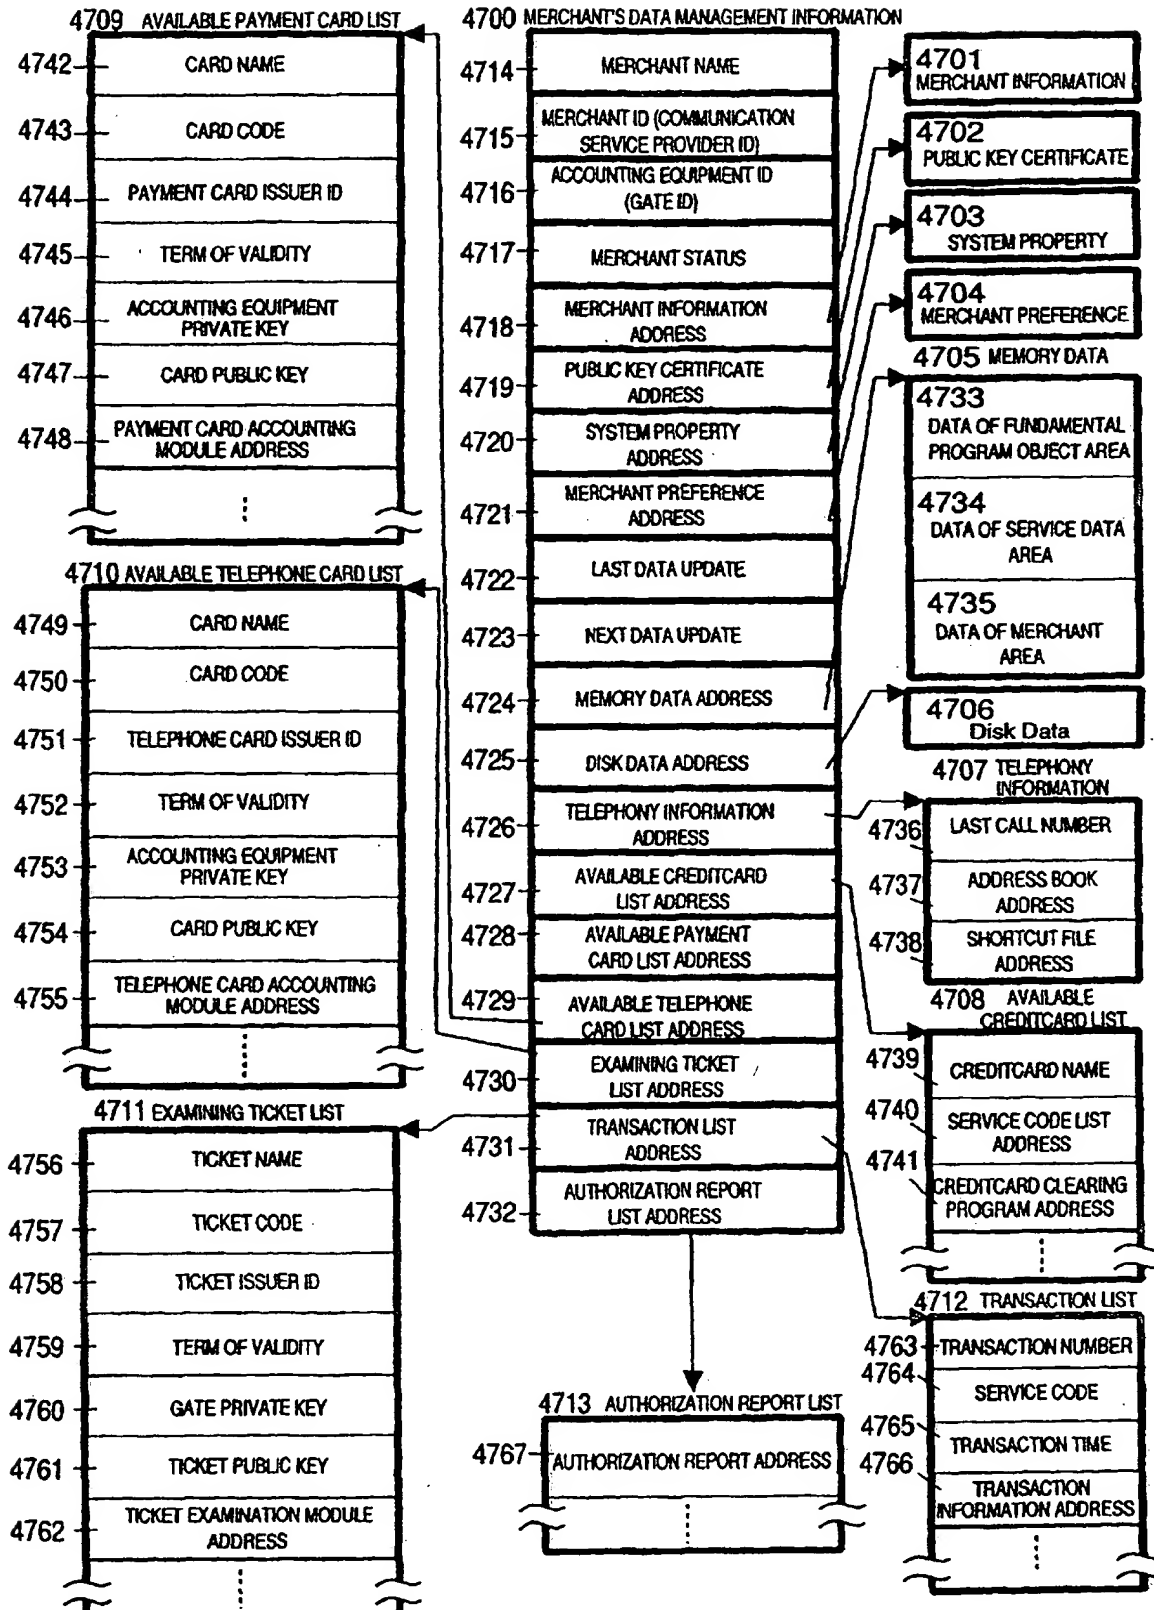 4709 AVAILABLE PAYMENT CARD LIST
4742
CARD NAME
4743
CARD CODE
4744
PAYMENT CARD ISSUER ID
4745
TERM OF VALIDITY
4746
ACCOUNTING EQUIPMENT
PRIVATE KEY
4747
CARD PUBLIC KEY
4748
PAYMENT CARD ACCOUNTING
MODULE ADDRESS
4710 AVAILABLE TELEPHONE CARD LIST
4749
CARD NAME
4750
CARD CODE
4751
TELEPHONE CARD ISSUER ID
4752
TERM OF VALIDITY
4753
ACCOUNTING EQUIPMENT
PRIVATE KEY
4754
CARD PUBLIC KEY
4755
TELEPHONE CARD ACCOUNTING
MODULE ADDRESS
4711 EXAMINING TICKET LIST
4756
TICKET NAME
4757
TICKET CODE
4758
TICKET ISSUER ID
4759
TERM OF VALIDITY
4760
GATE PRIVATE KEY
4761
TICKET PUBLIC KEY
4762
TICKET EXAMINATION MODULE
ADDRESS
4700 MERCHANT'S DATA MANAGEMENT INFORMATION
4714
MERCHANT NAME
4715
MERCHANT ID (COMMUNICATION
SERVICE PROVIDER ID)
4716
ACCOUNTING EQUIPMENT ID
(GATE ID)
4717
MERCHANT STATUS
4718
MERCHANT INFORMATION
ADDRESS
4719
PUBLIC KEY CERTIFICATE
ADDRESS
4720
SYSTEM PROPERTY
ADDRESS
4721
MERCHANT PREFERENCE
ADDRESS
4722
LAST DATA UPDATE
4723
NEXT DATA UPDATE
4724
MEMORY DATA ADDRESS
4725
DISK DATA ADDRESS
4726
TELEPHONY INFORMATION
ADDRESS
4727
AVAILABLE CREDITCARD
LIST ADDRESS
4728
AVAILABLE PAYMENT
CARD LIST ADDRESS
4729
AVAILABLE TELEPHONE
CARD LIST ADDRESS
4730
EXAMINING TICKET
LIST ADDRESS
4731
TRANSACTION LIST
ADDRESS
4732
AUTHORIZATION REPORT
LIST ADDRESS
4713 AUTHORIZATION REPORT LIST
4767
AUTHORIZATION REPORT ADDRESS
4701
MERCHANT INFORMATION
4702
PUBLIC KEY CERTIFICATE
4703
SYSTEM PROPERTY
4704
MERCHANT PREFERENCE
4705 MEMORY DATA
4733
DATA OF FUNDAMENTAL
PROGRAM OBJECT AREA
4734
DATA OF SERVICE DATA
AREA
4735
DATA OF MERCHANT
AREA
4706
Disk Data
4707 TELEPHONY
INFORMATION
4736
LAST CALL NUMBER
4737
ADDRESS BOOK
ADDRESS
4738
SHORTCUT FILE
ADDRESS
4708 AVAILABLE
CREDITCARD LIST
4739
CREDITCARD NAME
4740
SERVICE CODE LIST
ADDRESS
4741
CREDITCARD CLEARING
PROGRAM ADDRESS
4712 TRANSACTION LIST
4763
TRANSACTION NUMBER
4764
SERVICE CODE
4765
TRANSACTION TIME
4766
TRANSACTION
INFORMATION ADDRESS